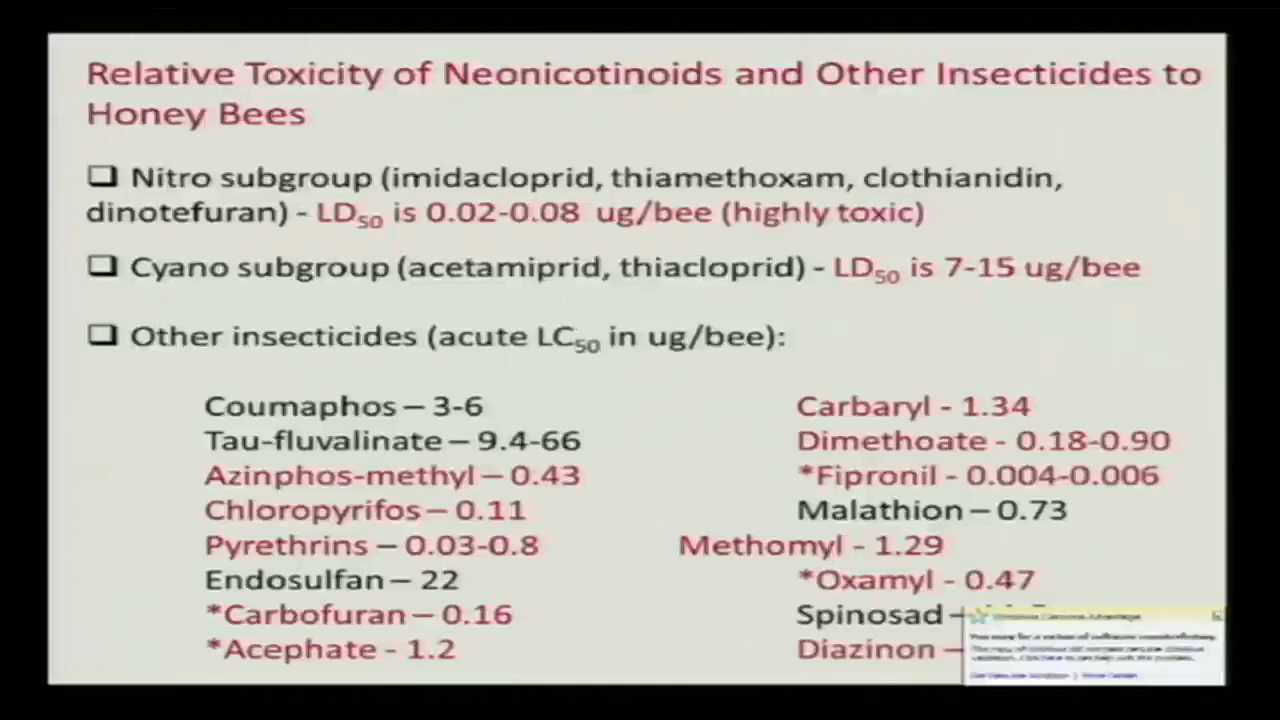 Relative Toxicity of Neonicotinoids and Other Insecticides to
Honey Bees
❑ Nitro subgroup (imidacloprid, thiamethoxam, clothianidin,
dinotefuran) - LD50 is 0.02-0.08 ug/bee (highly toxic)
❑ Cyano subgroup (acetamiprid, thiacloprid) - LD50 is 7-15 ug/bee
❑ Other insecticides (acute LC50 in ug/bee):
Coumaphos – 3-6
Tau-fluvalinate – 9.4-66
Azinphos-methyl – 0.43
Chloropyrifos – 0.11
Pyrethrins – 0.03-0.8
Endosulfan – 22
*Carbofuran – 0.16
*Acephate - 1.2
Carbaryl - 1.34
Dimethoate - 0.18-0.90
*Fipronil - 0.004-0.006
Malathion – 0.73
Methomyl - 1.29
*Oxamyl - 0.47
Spinosad –
Diazinon –